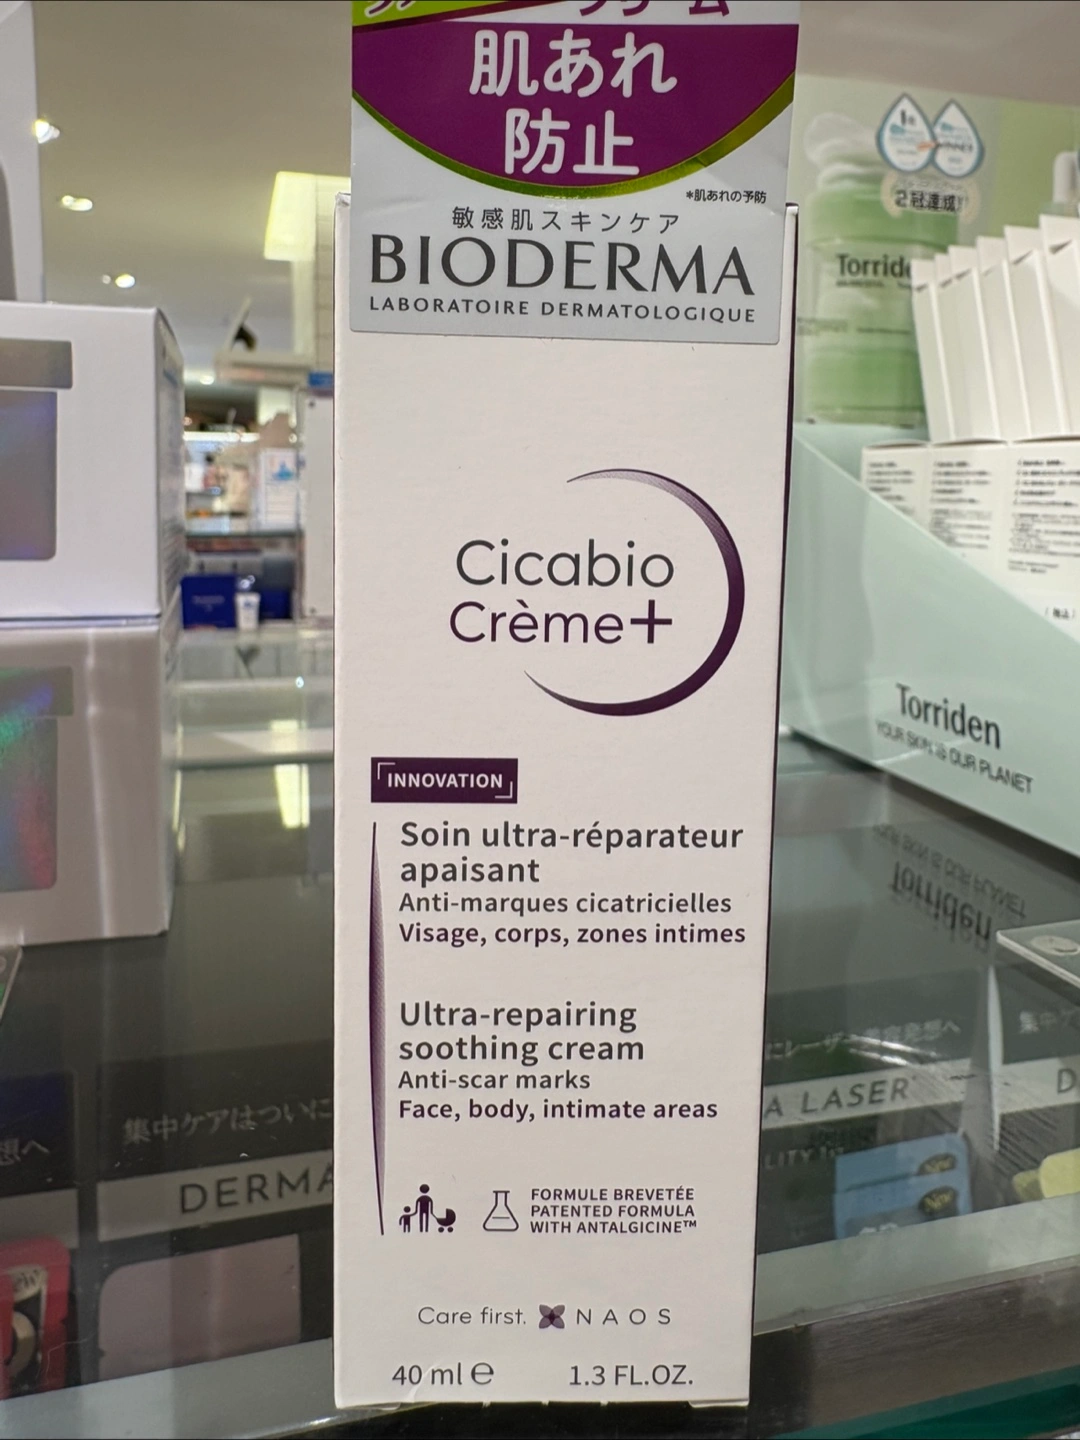 クリーム
肌あれ
防止
*肌あれの予防
敏感肌スキンケア
BIODERMA
LABORATOIRE DERMATOLOGIQUE
Cicabio
Crème+
INNOVATION
Soin ultra-réparateur
apaisant
Anti-marques cicatricielles
Visage, corps, zones intimes
Ultra-repairing
soothing cream
Anti-scar marks
Face, body, intimate areas
FORMULE BREVETÉE
PATENTED FORMULA
WITH ANTALGICINE™
Care first. NAOS
40 ml ℮ 1.3 FL.OZ.
2冠達成!
Torriden
YOUR SKIN IS OUR PLANET
集中ケアはついに
DERMA
A LASER